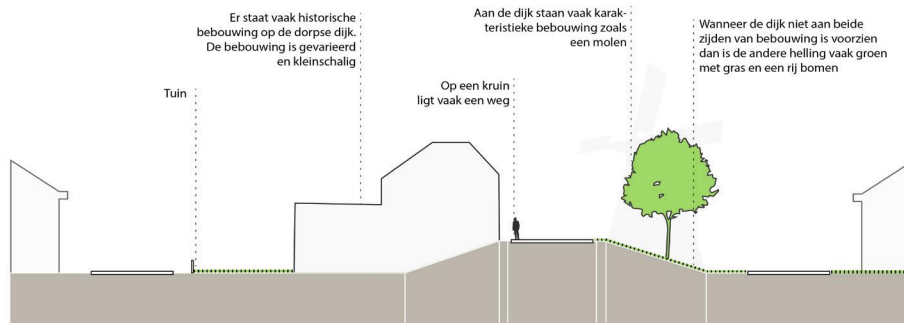 Er staat vaak historische
bebouwing op de dorpse dijk.
De bebouwing is gevarieerd
en kleinschalig
Tuin
Op een kruin
ligt vaak een weg
Aan de dijk staan vaak karak-
teristieke bebouwing zoals
een molen
Wanneer de dijk niet aan beide
zijden van bebouwing is voorzien
dan is de andere helling vaak groen
met gras en een rij bomen